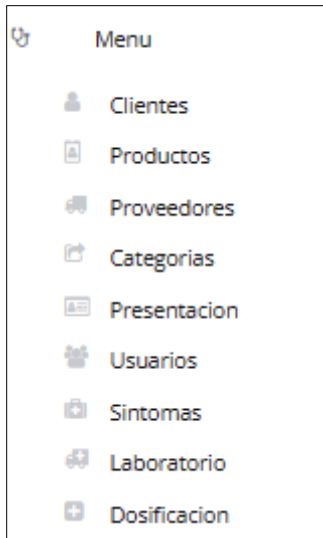 Menu
Clientes
Productos
Proveedores
Categorias
Presentacion
Usuarios
Sintomas
Laboratorio
Dosificacion